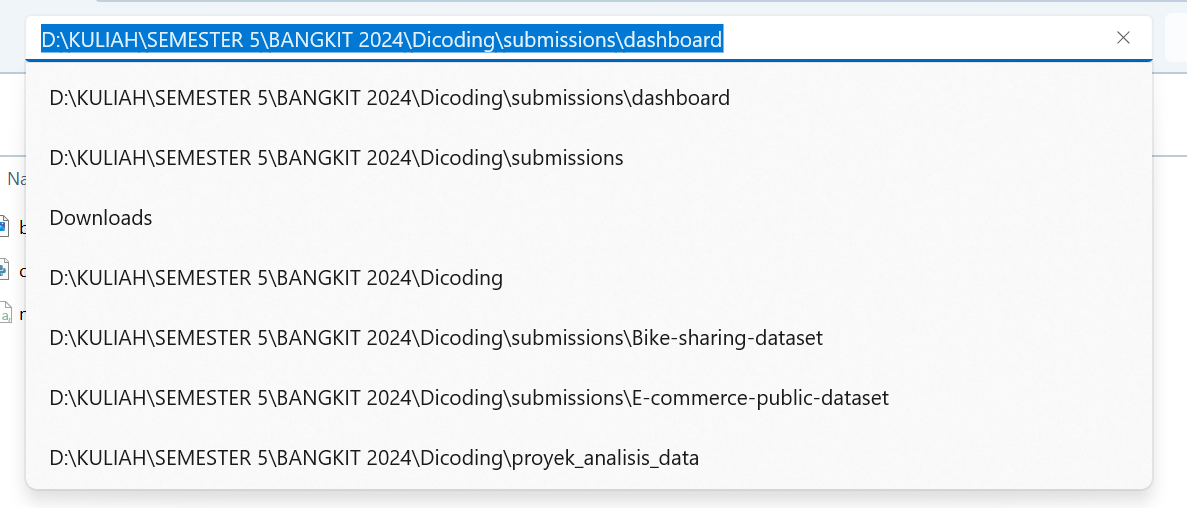 D:\KULIAH\SEMESTER 5\BANGKIT 2024\Dicoding\submissions\dashboard
D:\KULIAH\SEMESTER 5\BANGKIT 2024\Dicoding\submissions\dashboard
D:\KULIAH\SEMESTER 5\BANGKIT 2024\Dicoding\submissions
Downloads
D:\KULIAH\SEMESTER 5\BANGKIT 2024\Dicoding
D:\KULIAH\SEMESTER 5\BANGKIT 2024\Dicoding\submissions\Bike-sharing-dataset
D:\KULIAH\SEMESTER 5\BANGKIT 2024\Dicoding\submissions\E-commerce-public-dataset
D:\KULIAH\SEMESTER 5\BANGKIT 2024\Dicoding\proyek_analisis_data